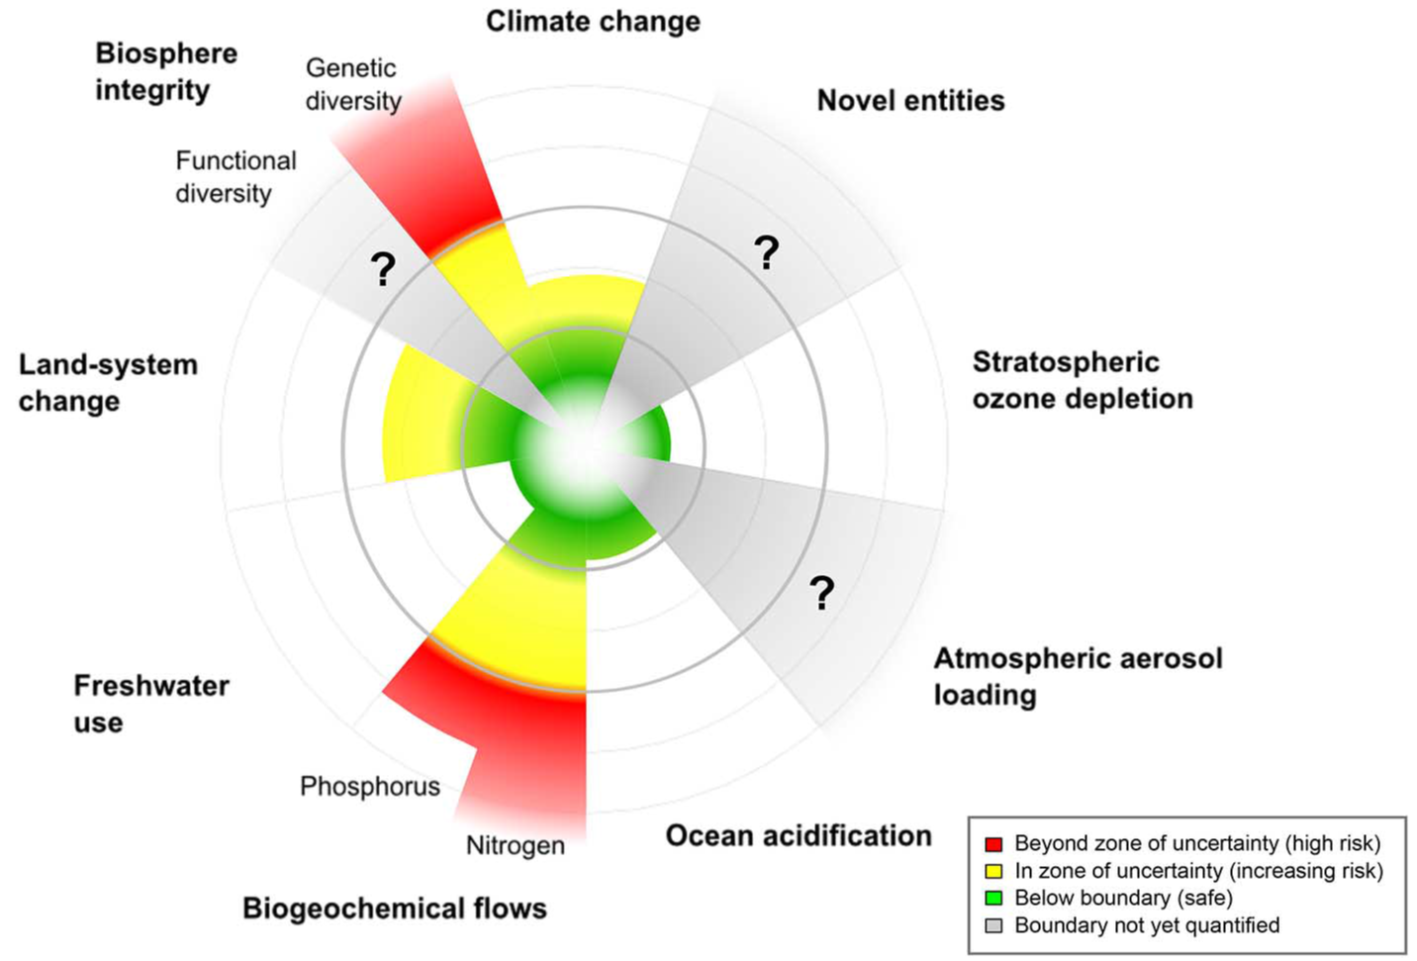 Climate change
Biosphere
integrity
Genetic
diversity
Novel entities
Functional
diversity
?
?
Land-system
change
Stratospheric
ozone depletion
?
Atmospheric aerosol
loading
Freshwater
use
Phosphorus
Nitrogen
Ocean acidification
Biogeochemical flows
Beyond zone of uncertainty (high risk)
In zone of uncertainty (increasing risk)
Below boundary (safe)
Boundary not yet quantified